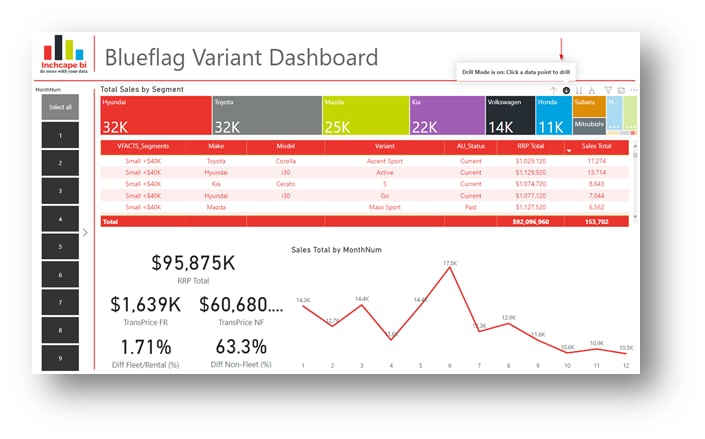 Inchcape bi
do more with your data
Blueflag Variant Dashboard
Drill Mode is on: Click a data point to drill
MonthNum
Select all
1
2
3
4
5
6
7
8
9
Total Sales by Segment
Hyundai
32K
Toyota
32K
Mazda
25K
Kia
22K
Volkswagen
14K
Honda
11K
Subaru
Mitsubishi
H...
...
...
VFACTS_Segments Make Model Variant AU_Status RRP Total Sales Total
Small <$40K Toyota Corolla Ascent Sport Current $1,029,120 17,274
Small <$40K Hyundai i30 Active Current $1,129,920 13,714
Small <$40K Kia Cerato S Current $1,074,720 8,643
Small <$40K Hyundai i30 Go Current $1,077,120 7,044
Small <$40K Mazda Maxx Sport Past $1,127,520 6,562
Total $92,096,960 153,702
$95,875K
RRP Total
$1,639K
TransPrice FR
$60,680....
TransPrice NF
1.71%
Diff Fleet/Rental (%)
63.3%
Diff Non-Fleet (%)
Sales Total by MonthNum
14.3K
12.7K
14.4K
14.4K
17.5K
12.9K
11.6K
10.6K
10.9K
10.5K
1 2 3 4 5 6 7 8 9 10 11 12